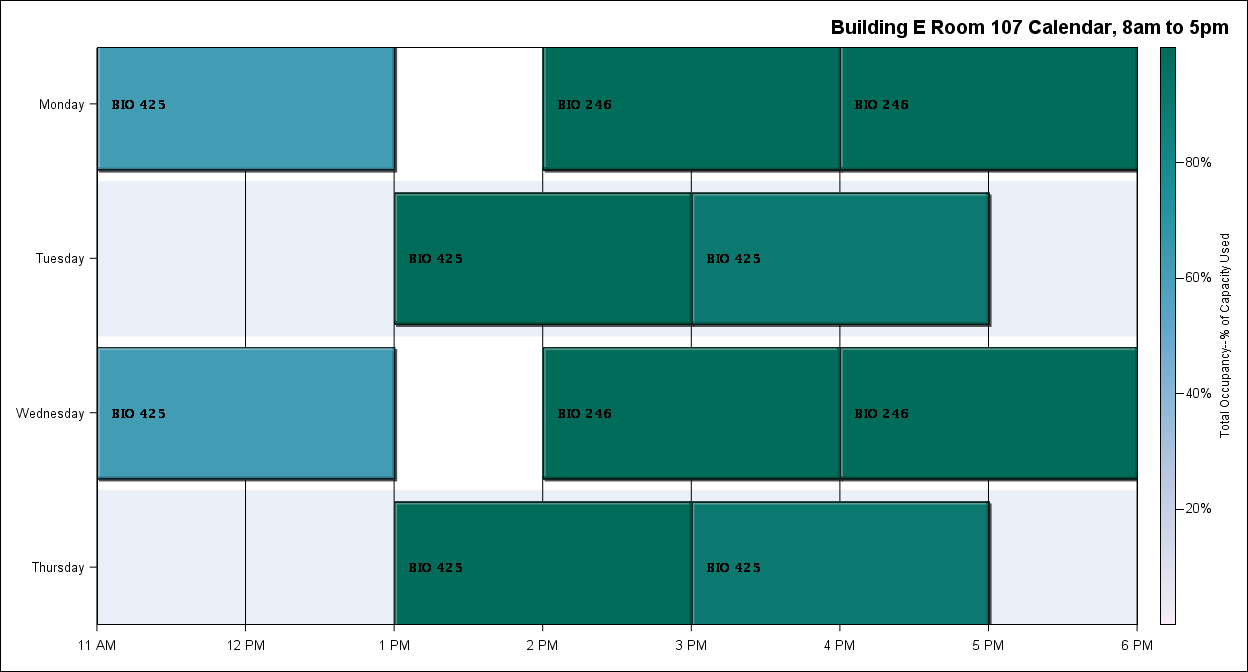 Building E Room 107 Calendar, 8am to 5pm
Monday
BIO 425
BIO 246
BIO 246
Tuesday
BIO 425
BIO 425
Wednesday
BIO 425
BIO 246
BIO 246
Thursday
BIO 425
BIO 425
11 AM
12 PM
1 PM
2 PM
3 PM
4 PM
5 PM
6 PM
80%
60%
40%
20%
Total Occupancy--% of Capacity Used